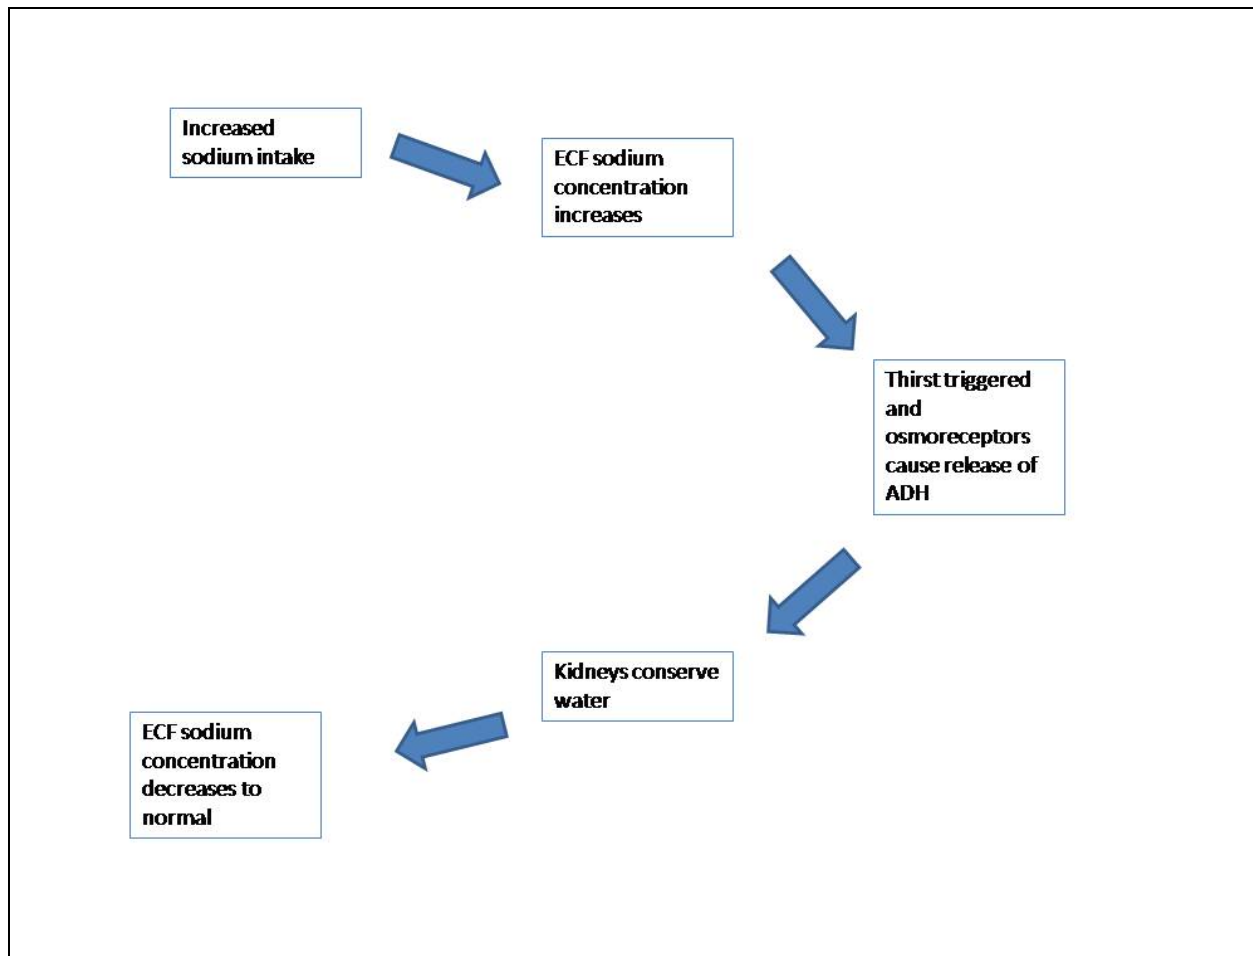 Increased
sodium intake
ECF sodium
concentration
increases
Thirst triggered
and
osmoreceptors
cause release of
ADH
Kidneys conserve
water
ECF sodium
concentration
decreases to
normal